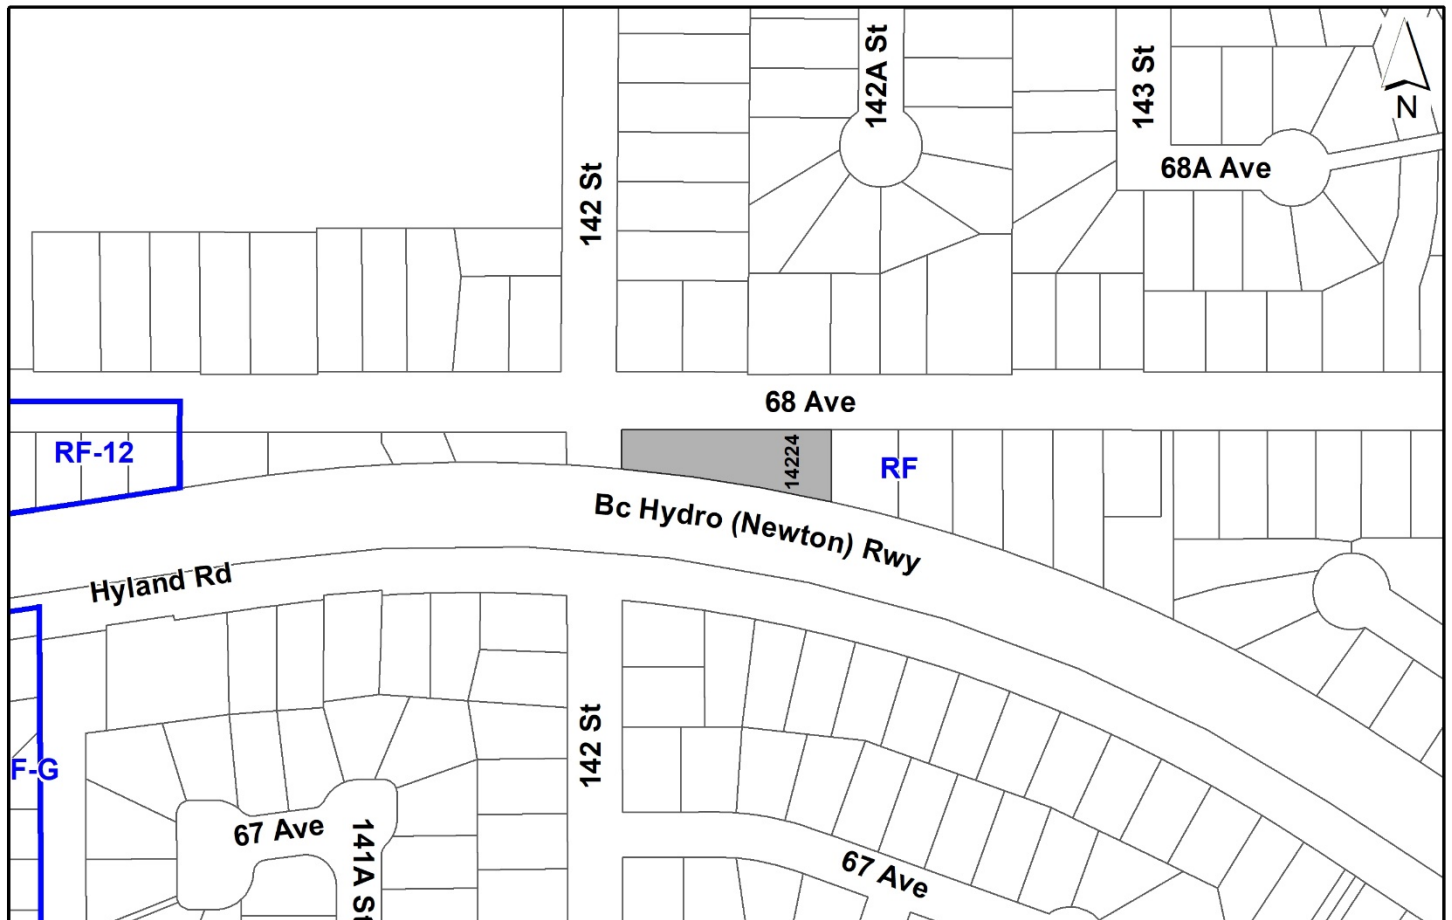 142A St
143 St
N
68A Ave
142 St
68 Ave
RF-12
14224
RF
Bc Hydro (Newton) Rwy
Hyland Rd
142 St
F-G
67 Ave
141A St
67 Ave